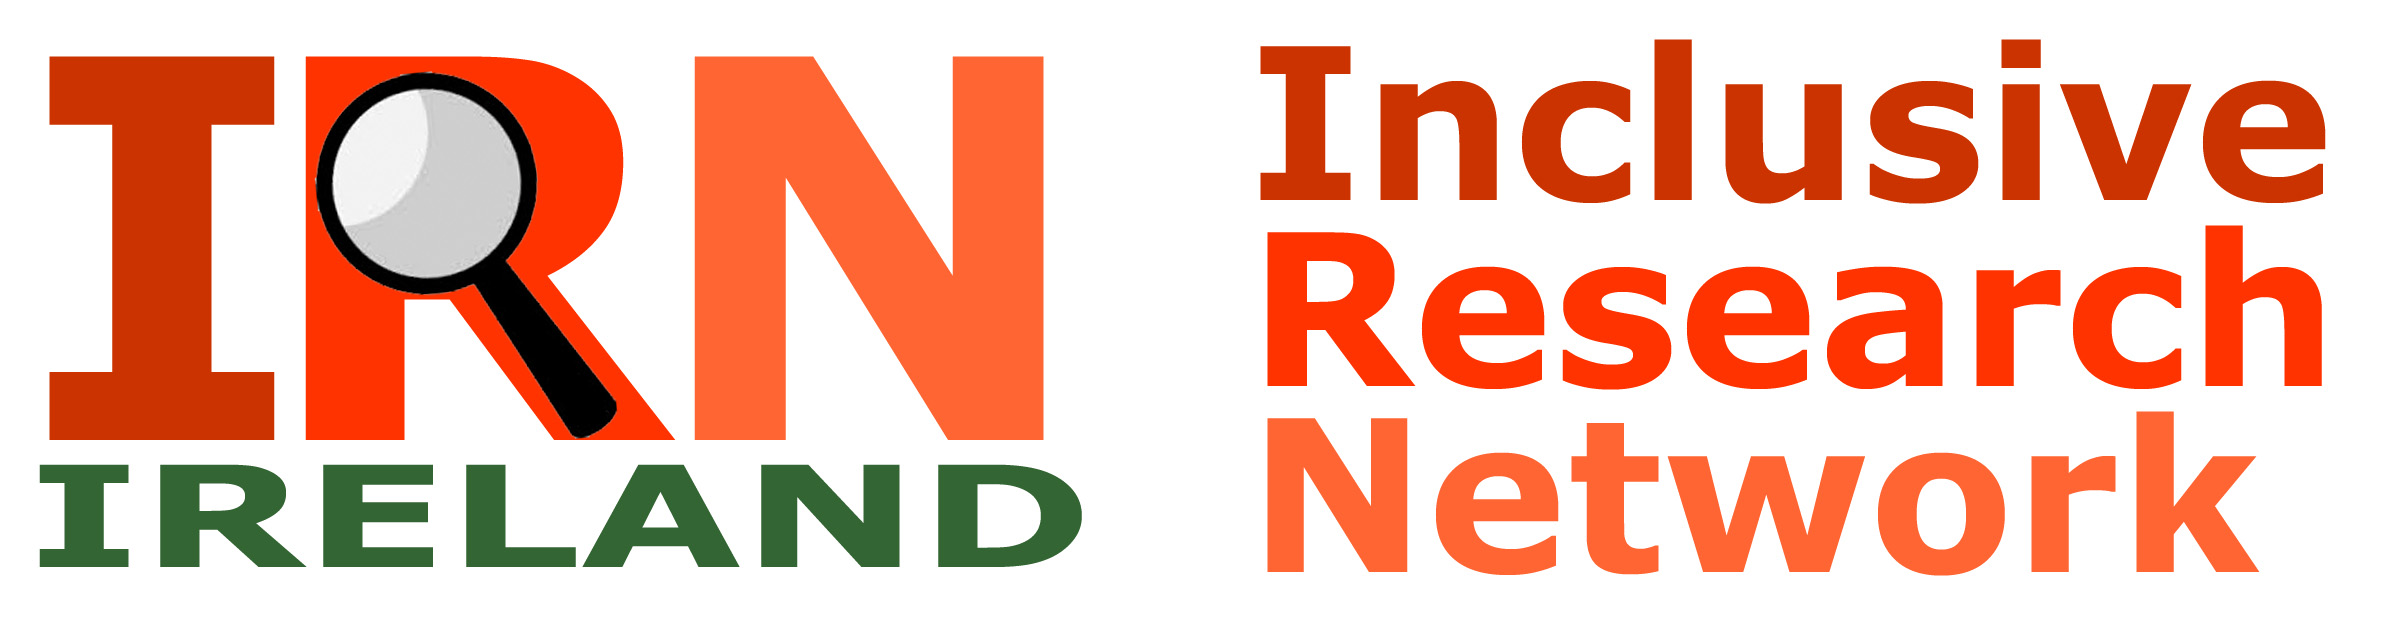 IRN
IRELAND
Inclusive
Research
Network